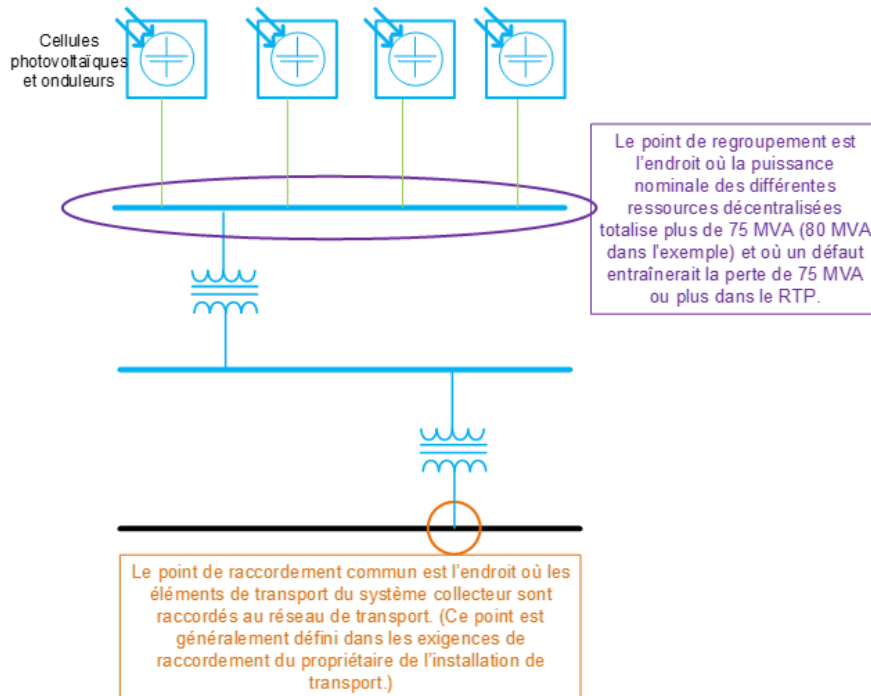 Cellules
photovoltaïques
et onduleurs
Le point de regroupement est
l'endroit où la puissance
nominale des différentes
ressources décentralisées
totalise plus de 75 MVA (80 MVA
dans l'exemple) et où un défaut
entraînerait la perte de 75 MVA
ou plus dans le RTP.
Le point de raccordement commun est l'endroit où les
éléments de transport du système collecteur sont
raccordés au réseau de transport. (Ce point est
généralement défini dans les exigences de
raccordement du propriétaire de l'installation de
transport.)